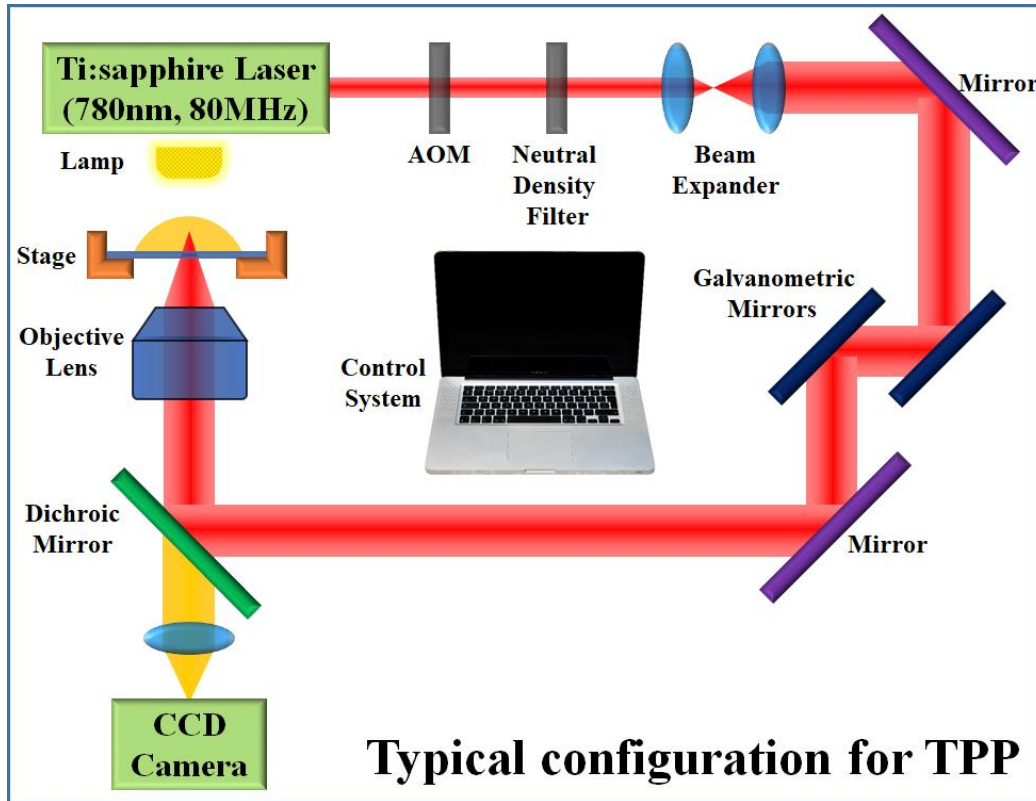 Ti:sapphire Laser
(780nm, 80MHz)
Mirror
Lamp
AOM
Neutral
Density
Filter
Beam
Expander
Stage
Galvanometric
Mirrors
Objective
Lens
Control
System
Dichroic
Mirror
Mirror
CCD
Camera
Typical configuration for TPP